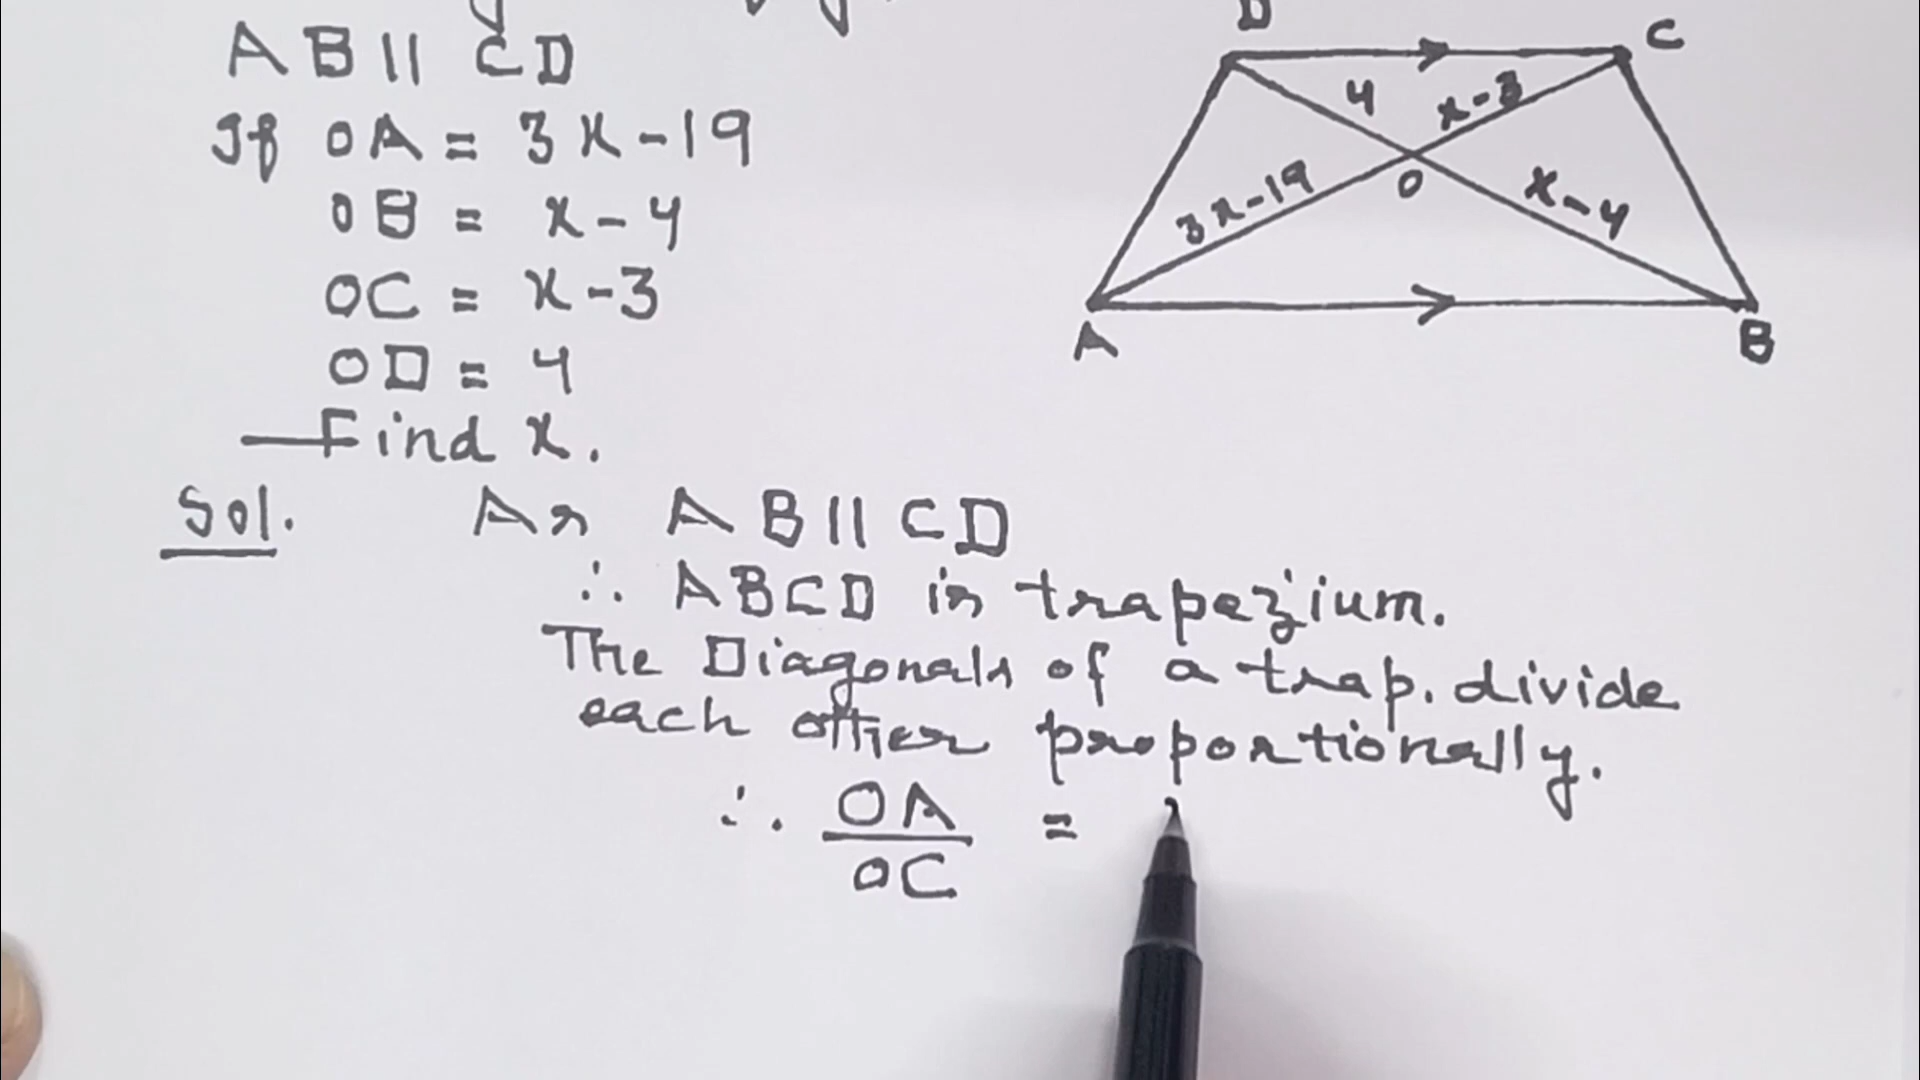 AB || CD
If OA = 3x-19
OB = x-4
OC = x-3
OD = 4
Find x.
D
C
4
x-3
3x-19
O
x-4
A
B
Sol.
As AB || CD
∴ ABCD is trapezium.
The Diagonals of a trap. divide
each other proportionally.
∴ OA/OC =